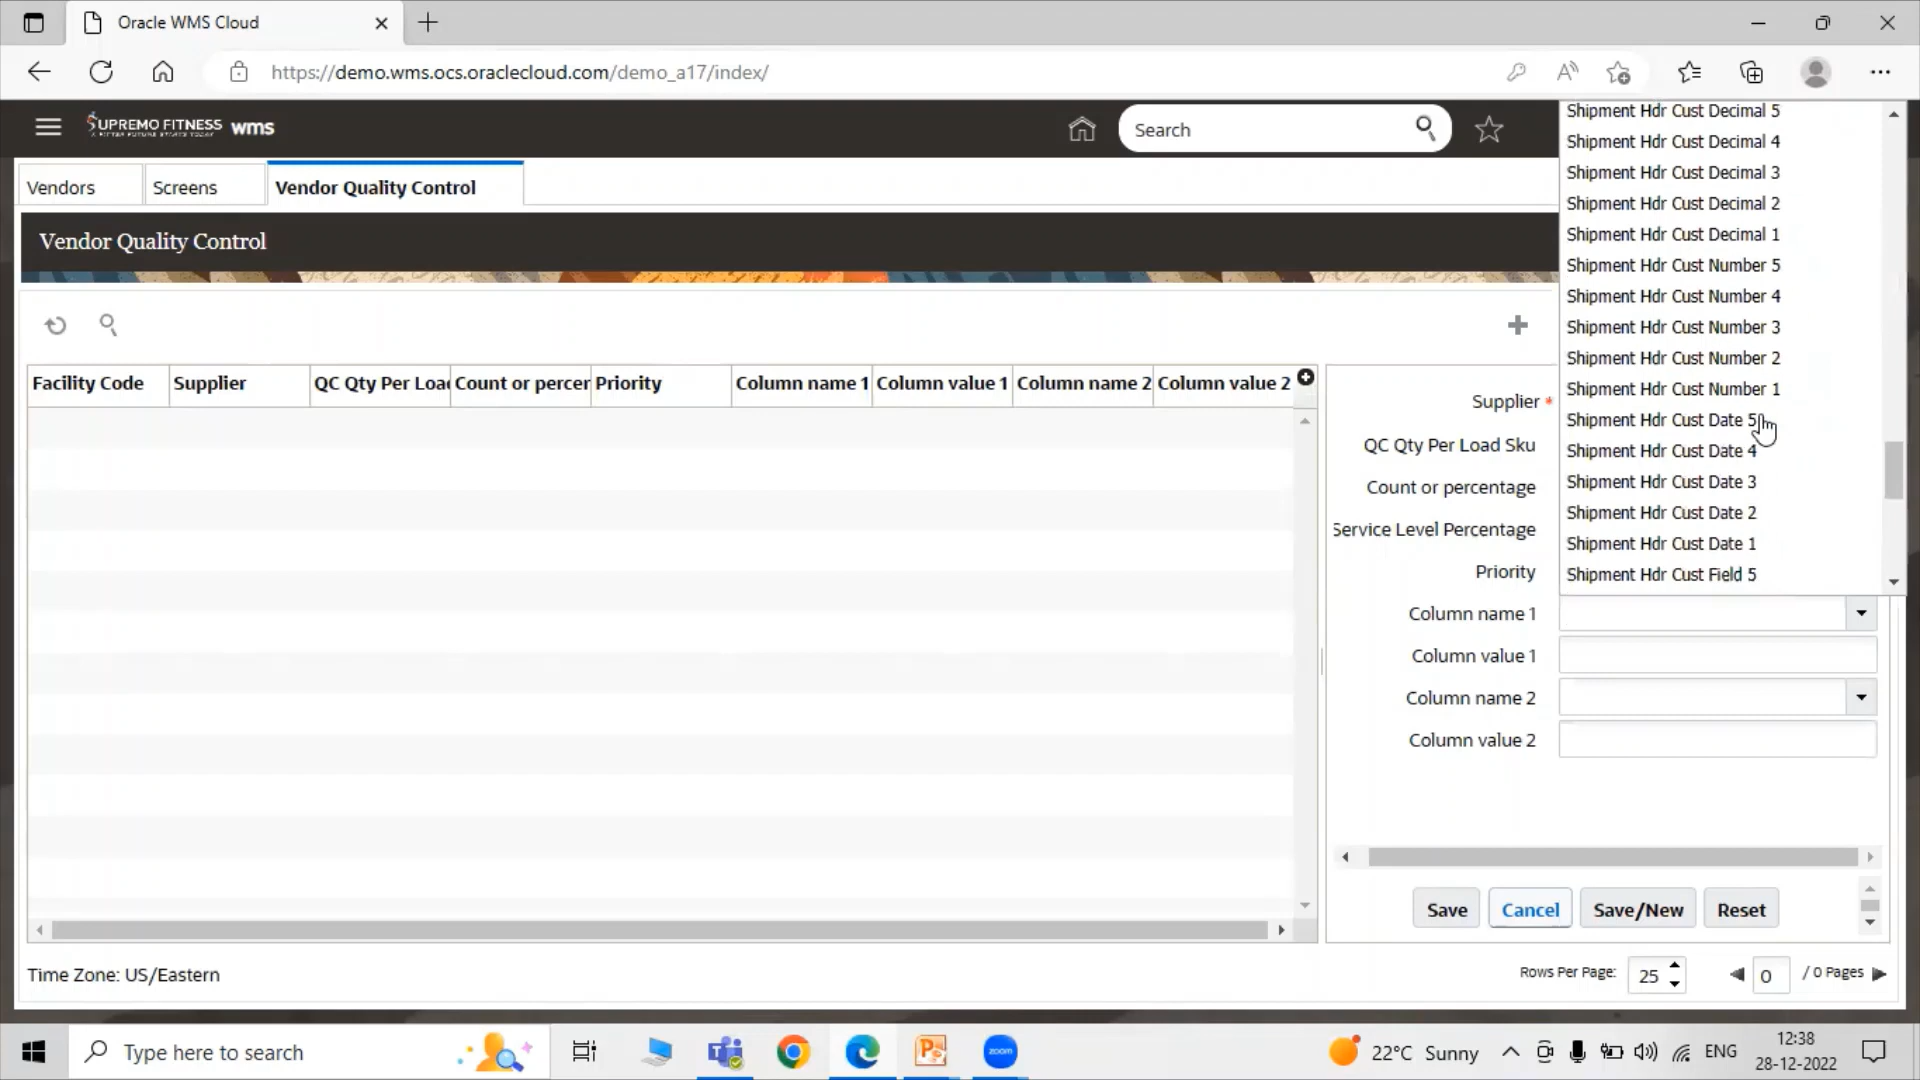 Oracle WMS Cloud
https://demo.wms.ocs.oraclecloud.com/demo_a17/index/
SUPREMO FITNESS wms
Search
Vendors
Screens
Vendor Quality Control
Vendor Quality Control
Facility Code
Supplier
QC Qty Per Loa
Count or percer
Priority
Column name 1
Column value 1
Column name 2
Column value 2
Shipment Hdr Cust Decimal 5
Shipment Hdr Cust Decimal 4
Shipment Hdr Cust Decimal 3
Shipment Hdr Cust Decimal 2
Shipment Hdr Cust Decimal 1
Shipment Hdr Cust Number 5
Shipment Hdr Cust Number 4
Shipment Hdr Cust Number 3
Shipment Hdr Cust Number 2
Shipment Hdr Cust Number 1
Shipment Hdr Cust Date 5
Shipment Hdr Cust Date 4
Shipment Hdr Cust Date 3
Shipment Hdr Cust Date 2
Shipment Hdr Cust Date 1
Shipment Hdr Cust Field 5
Supplier *
QC Qty Per Load Sku
Count or percentage
Service Level Percentage
Priority
Column name 1
Column value 1
Column name 2
Column value 2
Save
Cancel
Save/New
Reset
Time Zone: US/Eastern
Rows Per Page: 25
0 / 0 Pages
Type here to search
zoom
22°C Sunny
ENG
12:38
28-12-2022